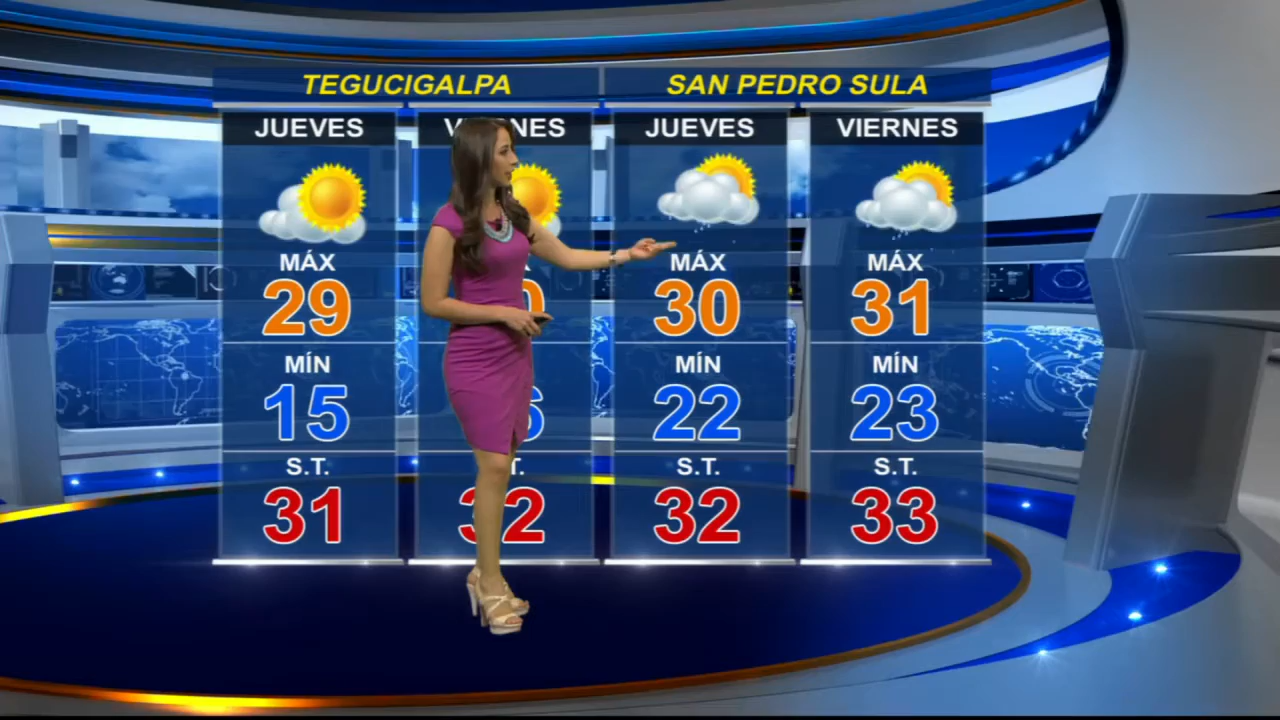 TEGUCIGALPA
SAN PEDRO SULA
JUEVES
JUEVES
VIERNES
MÁX
MÁX
MÁX
29
30
31
MÍN
MÍN
MÍN
15
22
23
S.T.
S.T.
S.T.
31
32
32
33